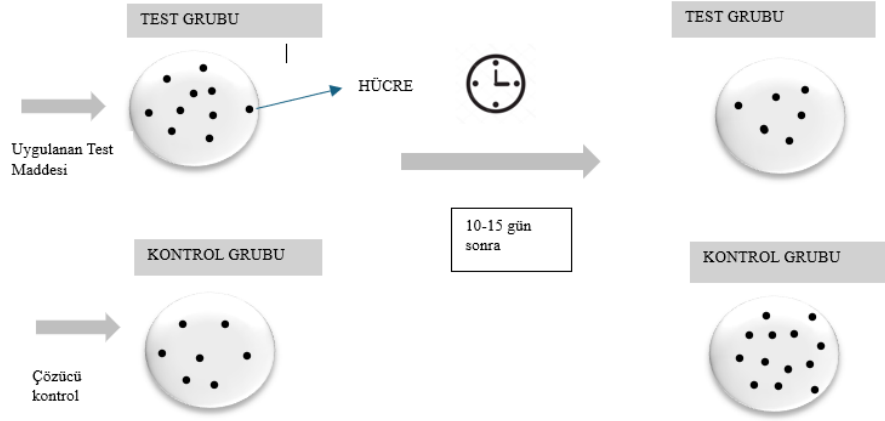 TEST GRUBU
TEST GRUBU
HÜCRE
Uygulanan Test
Maddesi
10-15 gün
sonra
KONTROL GRUBU
KONTROL GRUBU
Çözücü
kontrol